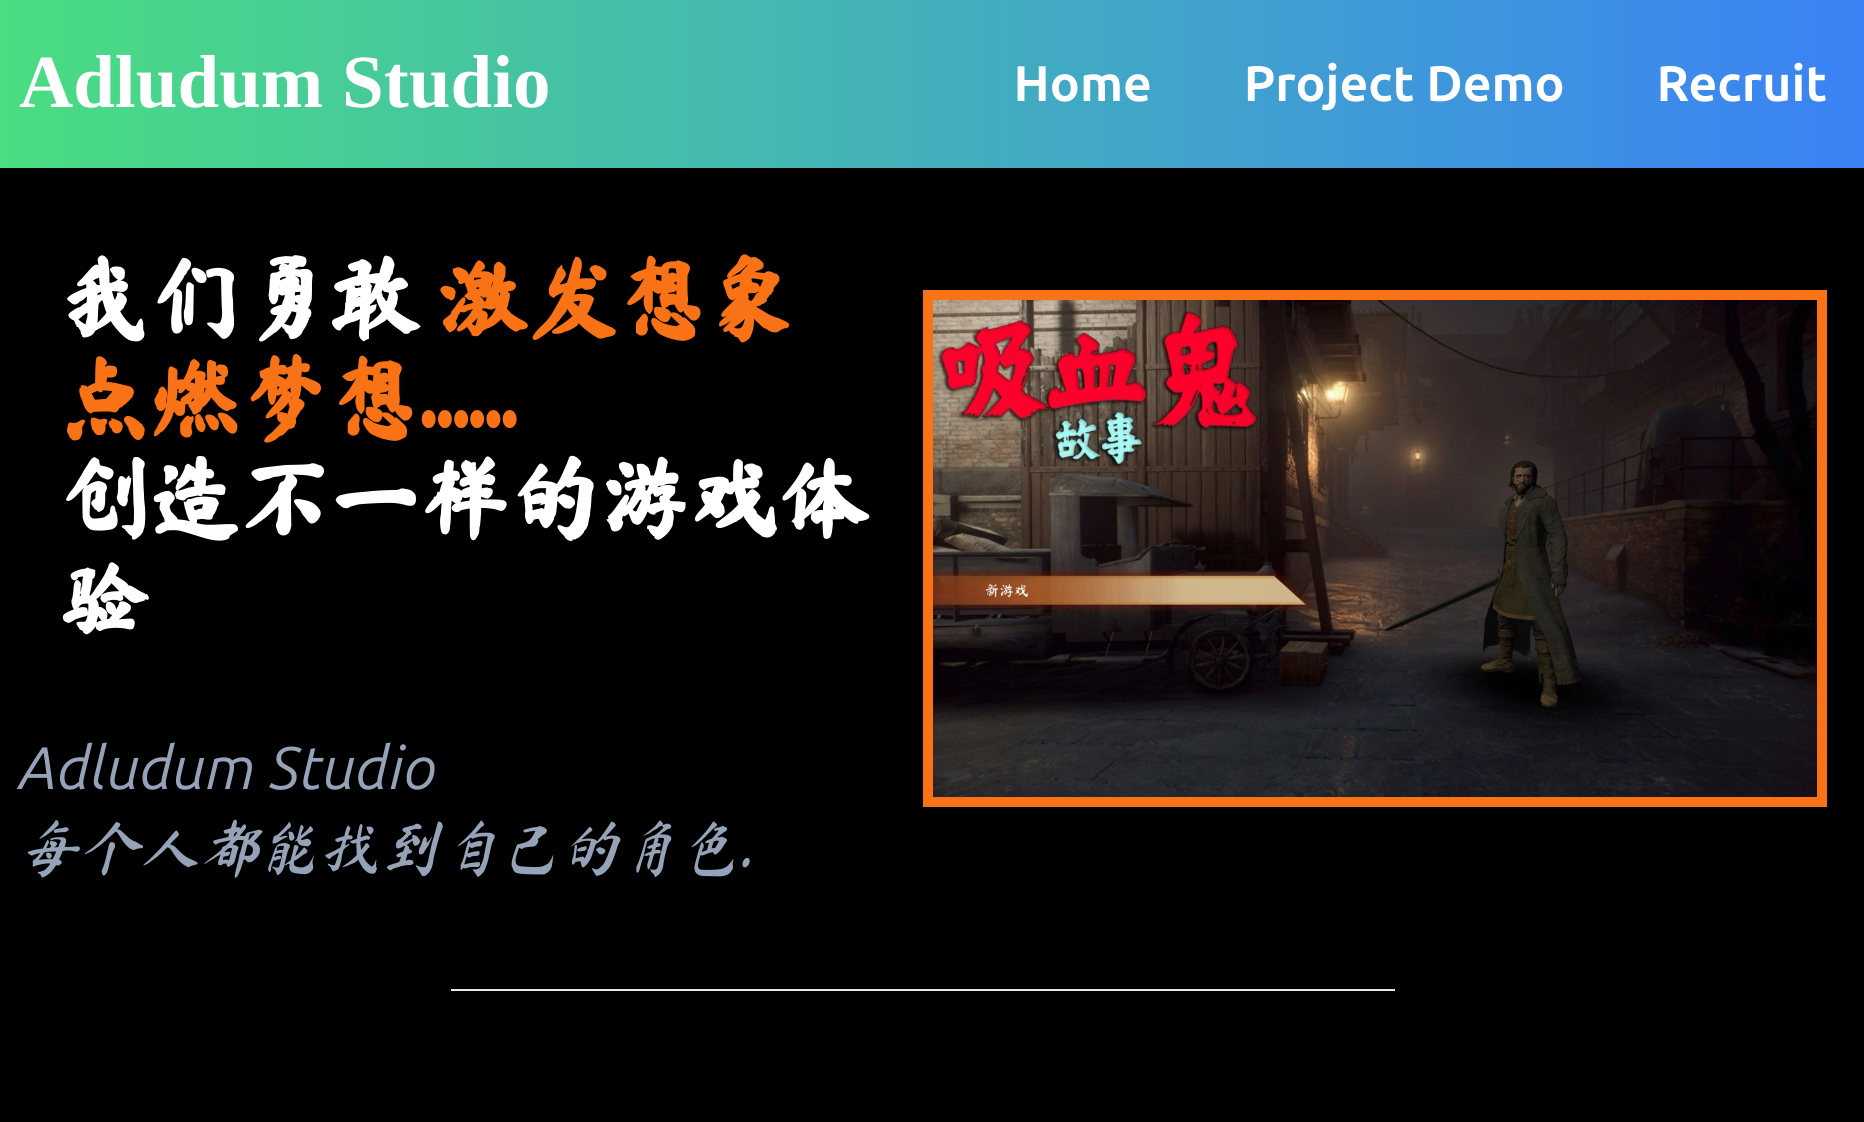 Adludum Studio
Home
Project Demo
Recruit
我们勇敢 激发想象
点燃梦想......
创造不一样的游戏体
验
吸血鬼
故事
新游戏
Adludum Studio
每个人都能找到自己的角色.